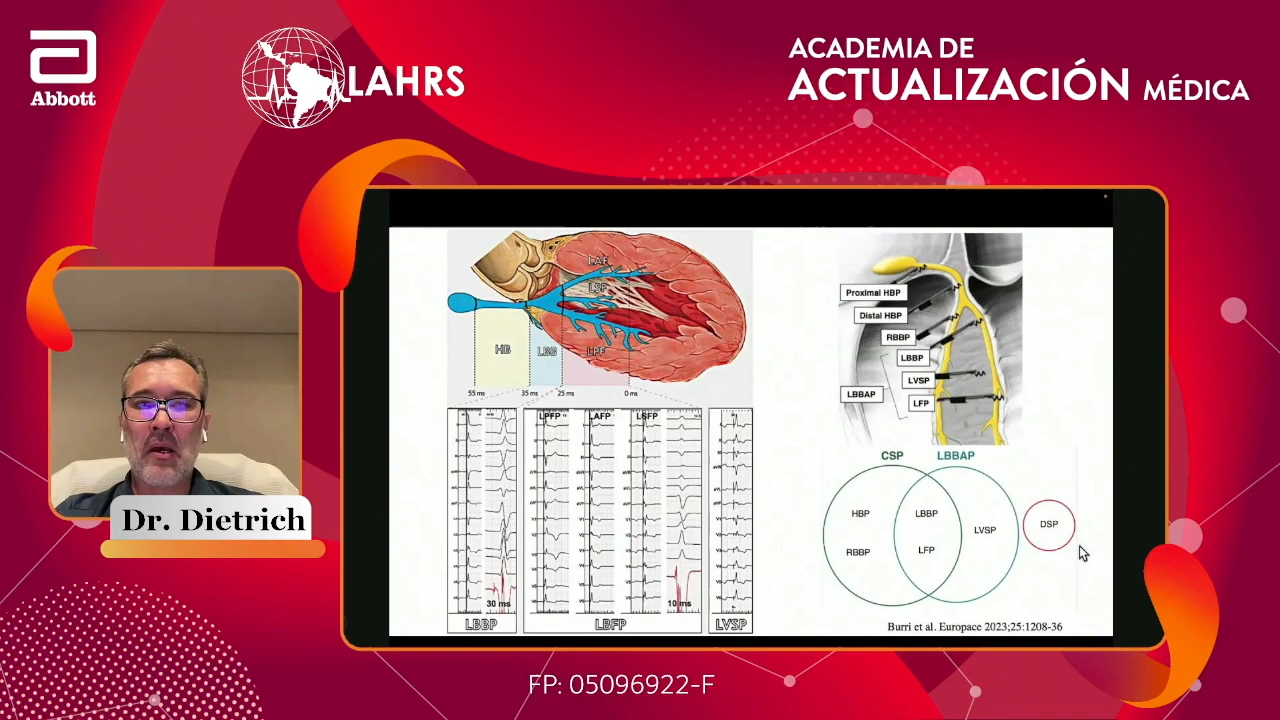 Abbott
LAHRS
ACADEMIA DE
ACTUALIZACIÓN MÉDICA
Dr. Dietrich
LAF
LSF
HB
LBB
LPF
55 ms
35 ms
25 ms
0 ms
LPFP
LAFP
LSFP
30 ms
10 ms
LBBP
LBFP
LVSP
Proximal HBP
Distal HBP
RBBP
LBBP
LVSP
LBBAP
LFP
CSP
LBBAP
HBP
LBBP
LVSP
DSP
RBBP
LFP
Burri et al. Europace 2023;25:1208-36
FP: 05096922-F